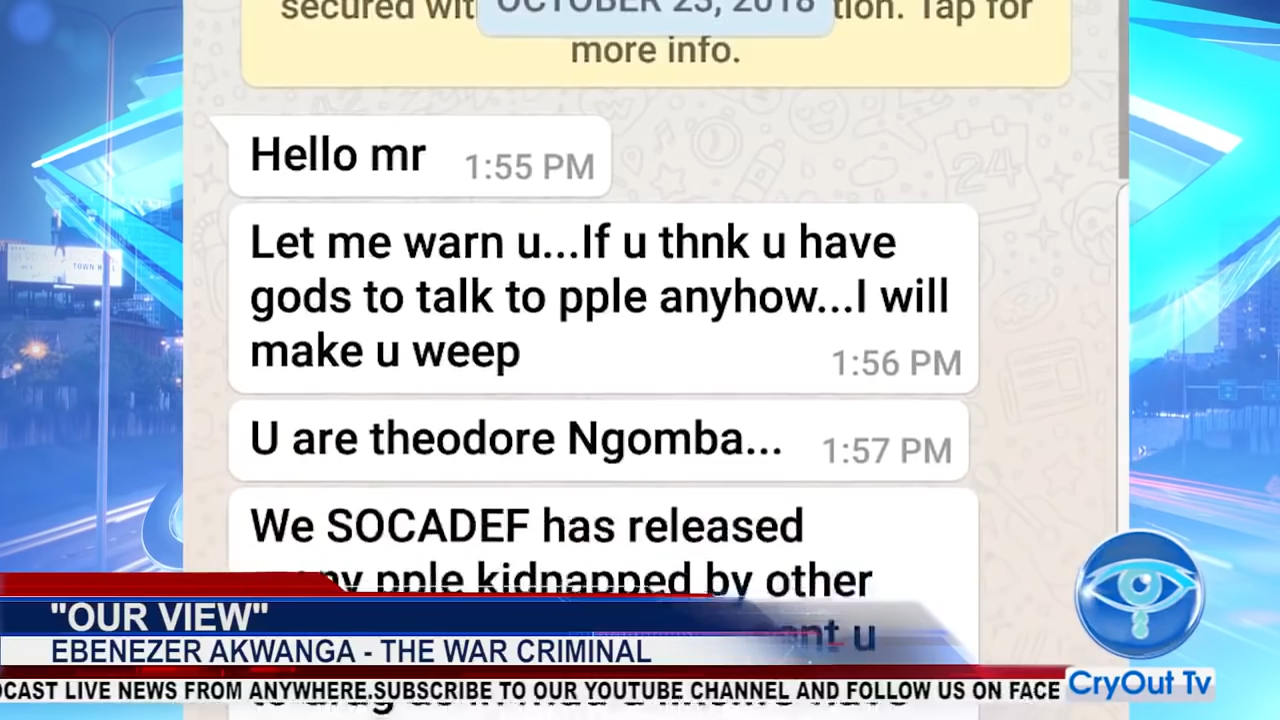 OCTOBER 23, 2018
secured wit tion. Tap for
more info.
Hello mr 1:55 PM
Let me warn u...If u thnk u have
gods to talk to pple anyhow...I will
make u weep 1:56 PM
U are theodore Ngomba... 1:57 PM
We SOCADEF has released
pple kidnapped by other
u
"OUR VIEW"
EBENEZER AKWANGA - THE WAR CRIMINAL
CAST LIVE NEWS FROM ANYWHERE.SUBSCRIBE TO OUR YOUTUBE CHANNEL AND FOLLOW US ON FACE
CryOut Tv
TOWN